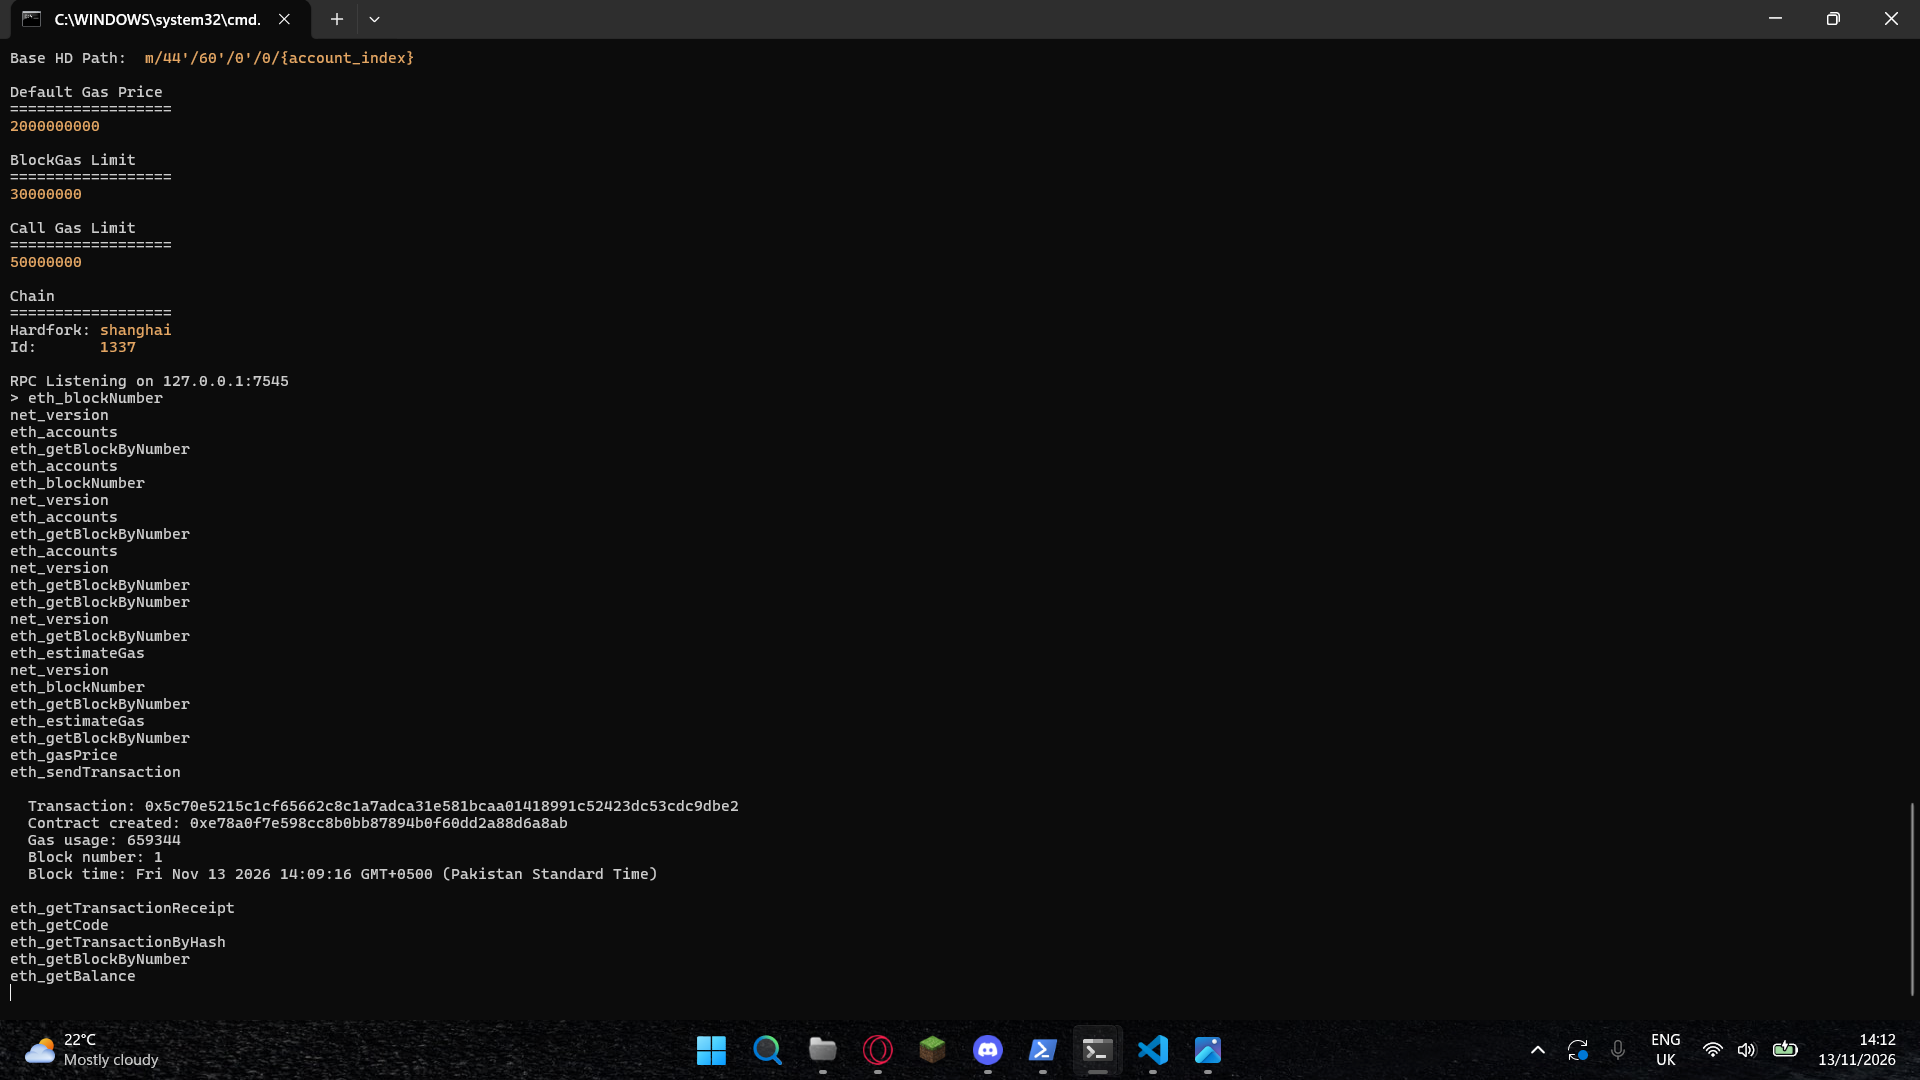 C:\WINDOWS\system32\cmd.
Base HD Path:  m/44'/60'/0'/0/{account_index}
Default Gas Price
==================
2000000000
BlockGas Limit
==================
30000000
Call Gas Limit
==================
50000000
Chain
==================
Hardfork: shanghai
Id:       1337
RPC Listening on 127.0.0.1:7545
> eth_blockNumber
net_version
eth_accounts
eth_getBlockByNumber
eth_accounts
eth_blockNumber
net_version
eth_accounts
eth_getBlockByNumber
eth_accounts
net_version
eth_getBlockByNumber
eth_getBlockByNumber
net_version
eth_getBlockByNumber
eth_estimateGas
net_version
eth_blockNumber
eth_getBlockByNumber
eth_estimateGas
eth_getBlockByNumber
eth_gasPrice
eth_sendTransaction
Transaction: 0x5c70e5215c1cf65662c8c1a7adca31e581bcaa01418991c52423dc53cdc9dbe2
Contract created: 0xe78a0f7e598cc8b0bb87894b0f60dd2a88d6a8ab
Gas usage: 659344
Block number: 1
Block time: Fri Nov 13 2026 14:09:16 GMT+0500 (Pakistan Standard Time)
eth_getTransactionReceipt
eth_getCode
eth_getTransactionByHash
eth_getBlockByNumber
eth_getBalance
22°C
Mostly cloudy
ENG
UK
14:12
13/11/2026